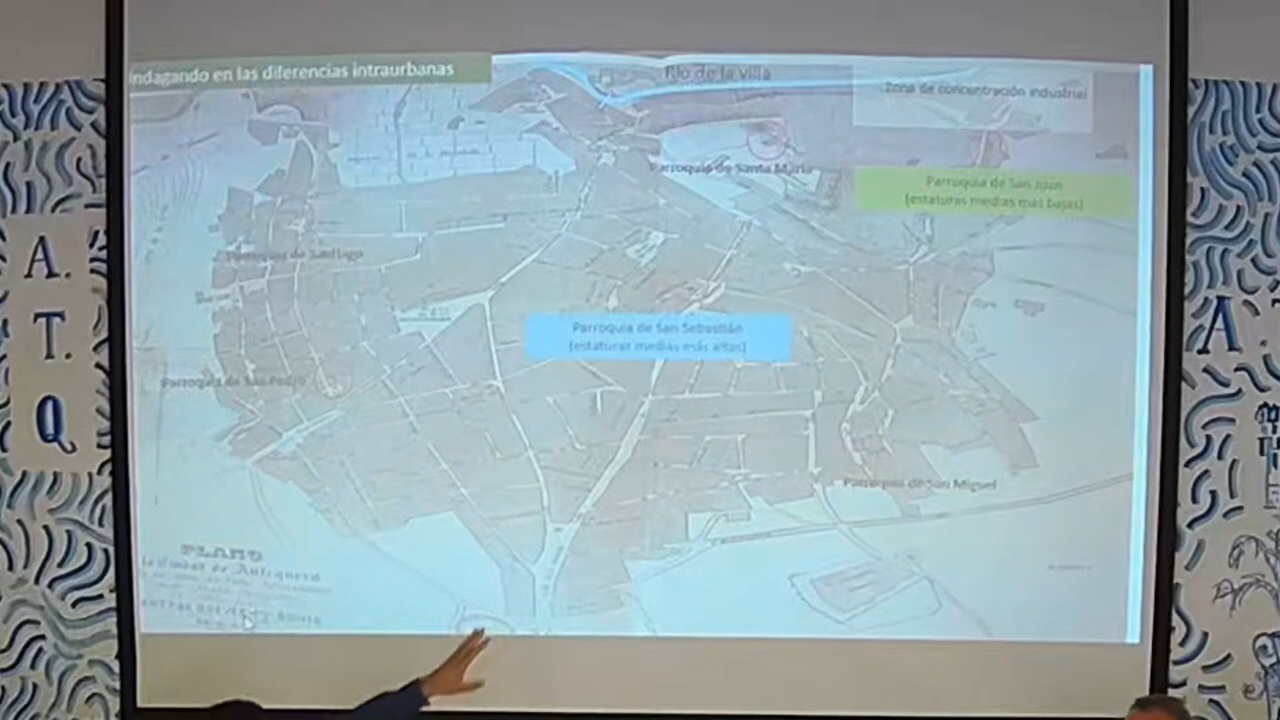 Indagando en las diferencias intraurbanas
Río de la villa
Zona de concentración industrial
Parroquia de Santa María
Parroquia de San Juan
(estaturas medias más bajas)
Parroquia de Santiago
Parroquia de San Sebastián
(estaturas medias más altas)
Parroquia de San Pedro
Parroquia de San Miguel
PLANO
de Antequera
A.
T.
Q
A